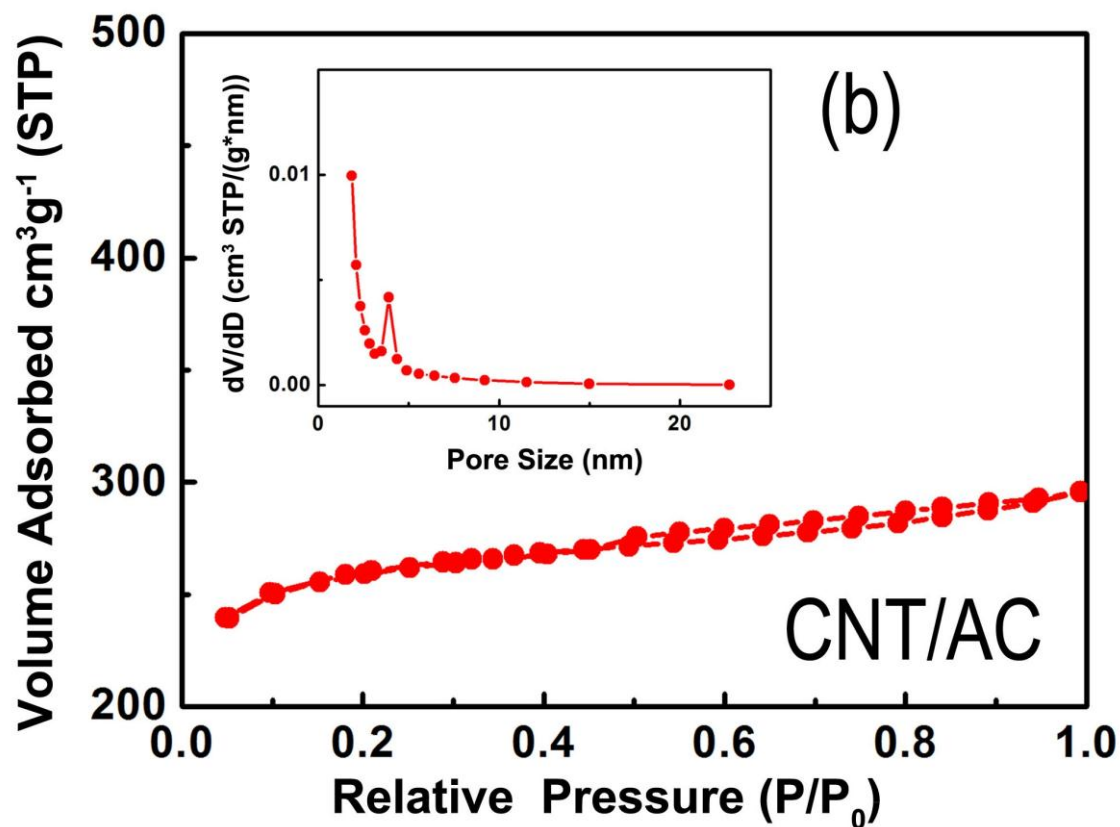 (b)
CNT/AC
Volume Adsorbed cm³g⁻¹ (STP)
500
400
300
200
0.0 0.2 0.4 0.6 0.8 1.0
Relative Pressure (P/P₀)
dV/dD (cm³ STP/(g*nm))
0.01
0.00
0 10 20
Pore Size (nm)